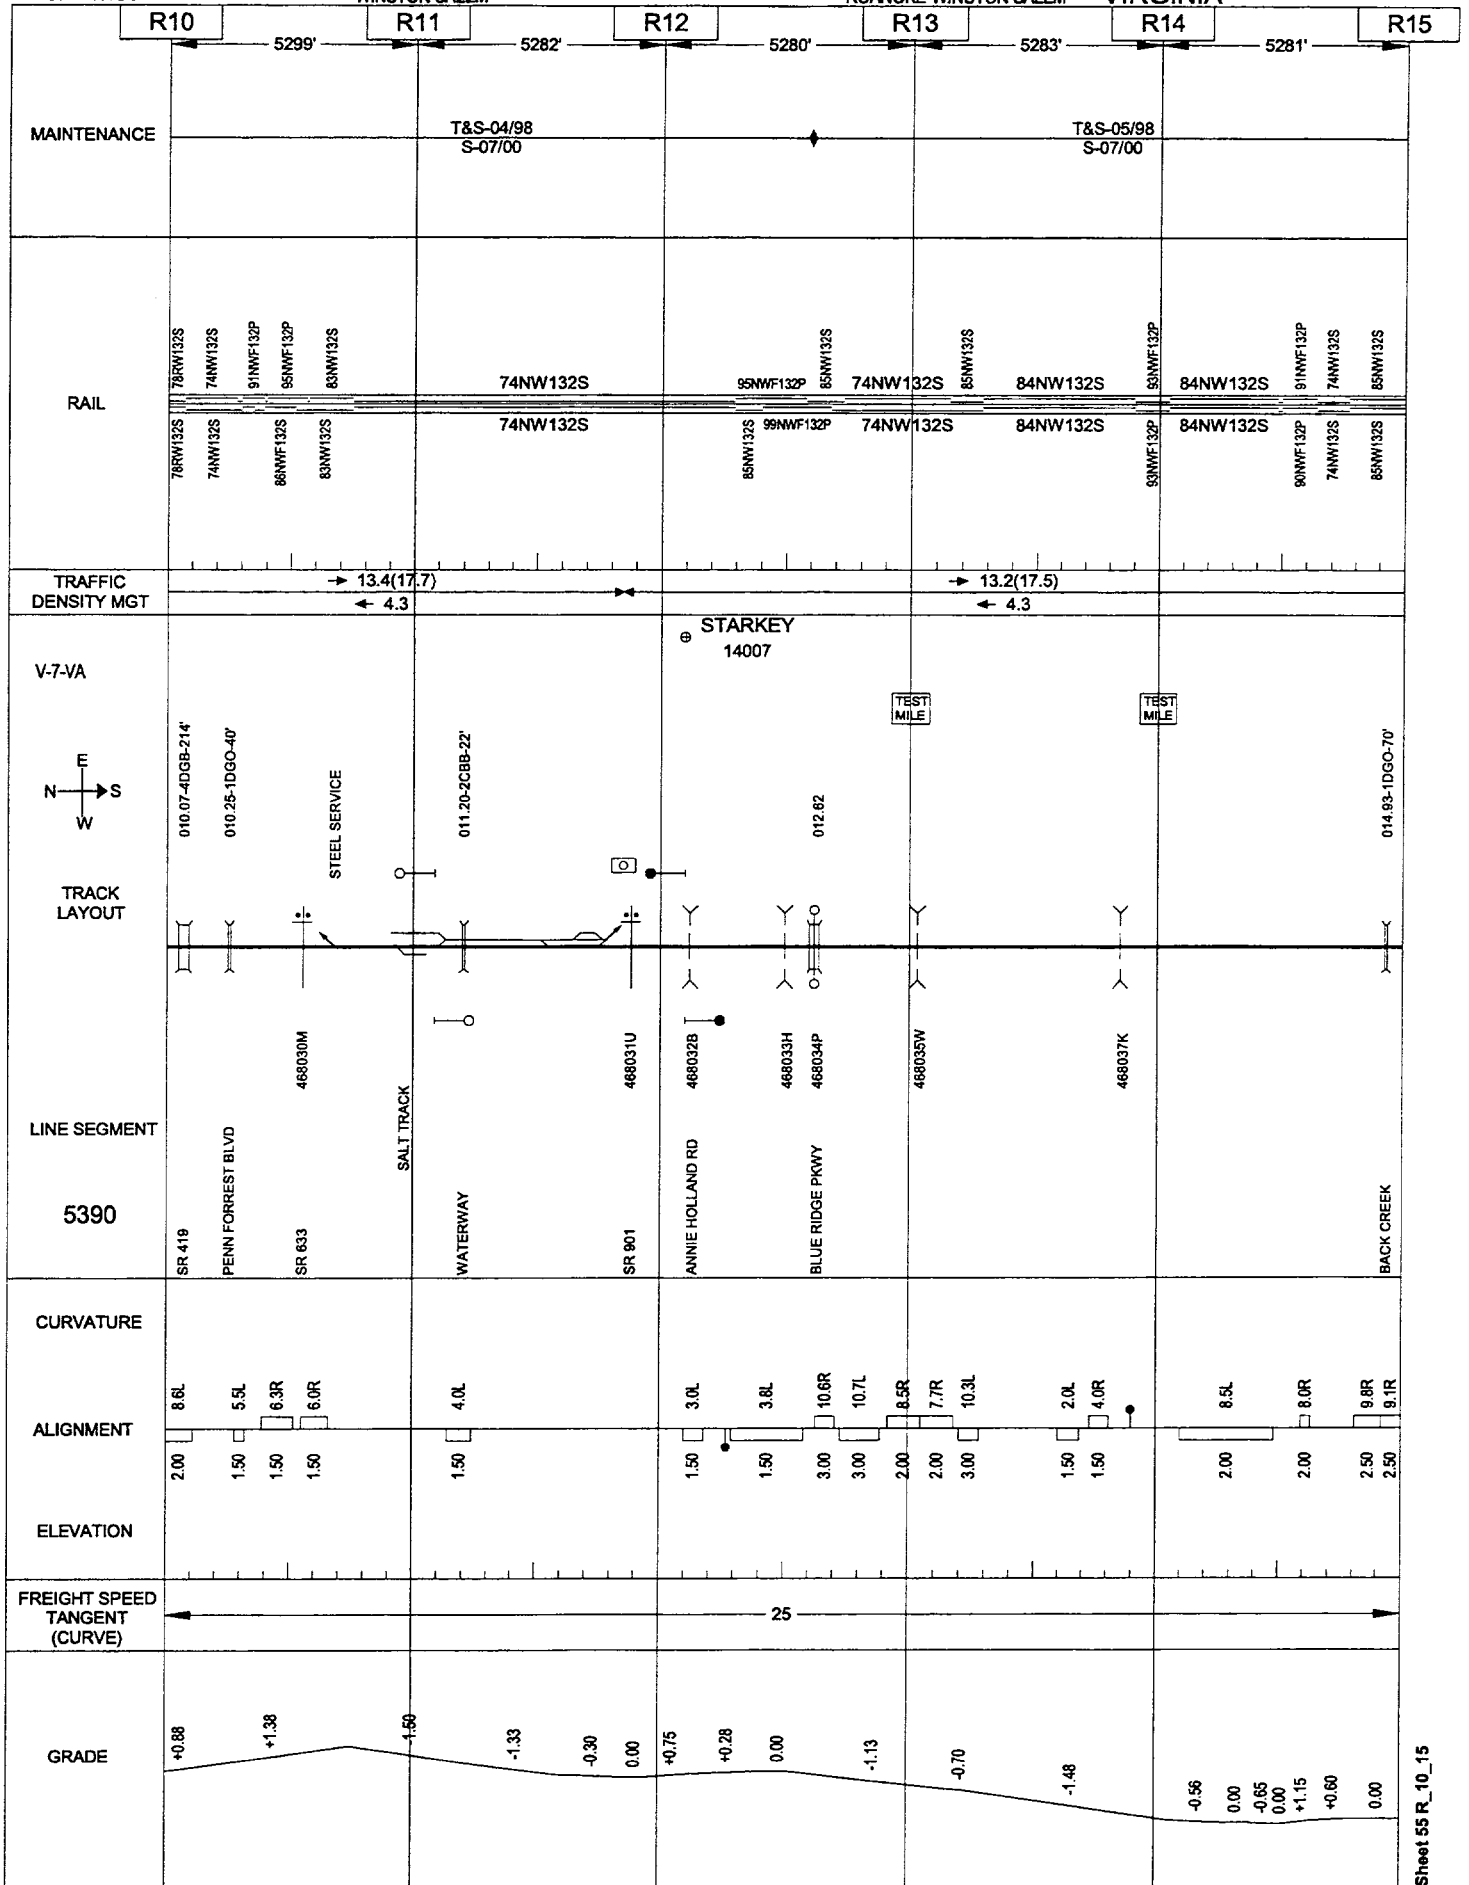 VIRGINIA
R10 R11 R12 R13 R14 R15
5299' 5282' 5280' 5283' 5281'
MAINTENANCE
T&S-04/98 T&S-05/98
S-07/00 S-07/00
78RW132S 74NW132S 91NWF132P 95NWF132P 83NW132S 74NW132S 95NWF132P 85NW132S 74NW132S 85NW132S 84NW132S 93NWF132P 84NW132S 91NWF132P 74NW132S 85NW132S
RAIL
78RW132S 74NW132S 86NWF132S 83NW132S 74NW132S 85NW132S 99NWF132P 74NW132S 84NW132S 93NWF132P 84NW132S 90NWF132P 74NW132S 85NW132S
TRAFFIC
DENSITY MGT
13.4(17.7) 13.2(17.5)
4.3 4.3
STARKEY
14007
V-7-VA
TEST
MILE
TEST
MILE
E
N S
W
010.07-4DGB-214' 010.25-1DGO-40' STEEL SERVICE 011.20-2CBB-22' 012.62 014.93-1DGO-70'
TRACK
LAYOUT
468030M 468031U 468032B 468033H 468034P 468035W 468037K
LINE SEGMENT
5390
SR 419 PENN FORREST BLVD SR 633 SALT TRACK WATERWAY SR 901 ANNIE HOLLAND RD BLUE RIDGE PKWY BACK CREEK
CURVATURE
8.6L 5.5L 6.3R 6.0R 4.0L 3.0L 3.8L 10.6R 10.7L 8.5R 7.7R 10.3L 2.0L 4.0R 8.5L 8.0R 9.8R 9.1R
ALIGNMENT
2.00 1.50 1.50 1.50 1.50 1.50 1.50 3.00 3.00 2.00 2.00 3.00 1.50 1.50 2.00 2.00 2.50 2.50
ELEVATION
FREIGHT SPEED
TANGENT
(CURVE)
25
GRADE
+0.88 +1.38 -1.50 -1.33 -0.30 0.00 +0.75 +0.28 0.00 -1.13 -0.70 -1.48 -0.56 0.00 -0.65 0.00 +1.15 +0.60 0.00
Sheet 55 R_10_15